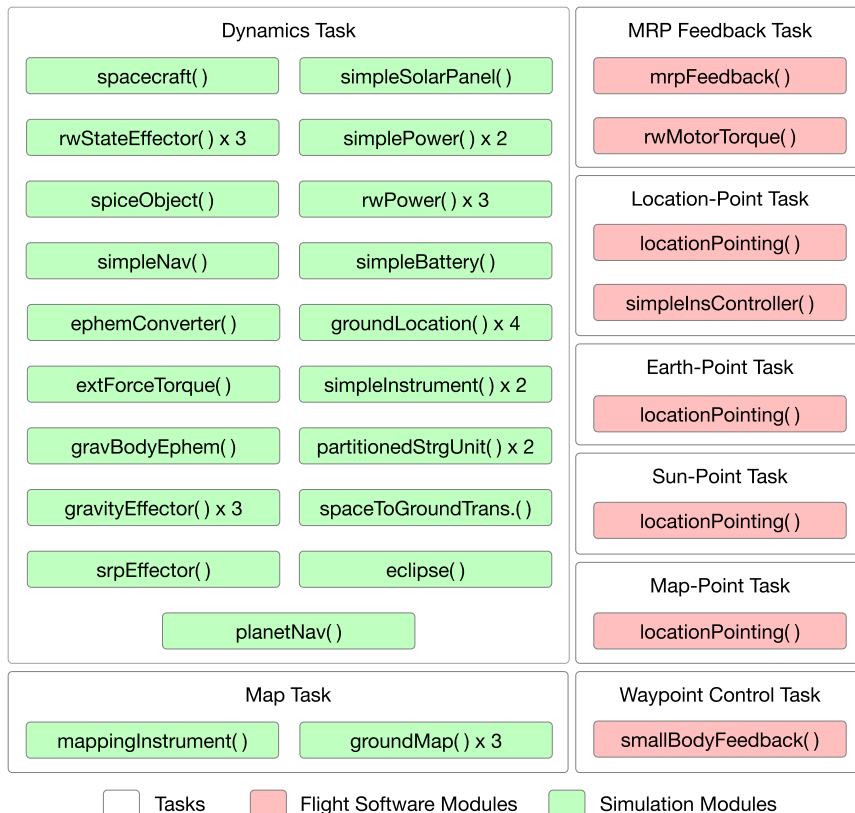 Dynamics Task
spacecraft( )
simpleSolarPanel( )
rwStateEffector( ) x 3
simplePower( ) x 2
spiceObject( )
rwPower( ) x 3
simpleNav( )
simpleBattery( )
ephemConverter( )
groundLocation( ) x 4
extForceTorque( )
simpleInstrument( ) x 2
gravBodyEphem( )
partitionedStrgUnit( ) x 2
gravityEffector( ) x 3
spaceToGroundTrans.( )
srpEffector( )
eclipse( )
planetNav( )
Map Task
mappingInstrument( )
groundMap( ) x 3
MRP Feedback Task
mrpFeedback( )
rwMotorTorque( )
Location-Point Task
locationPointing( )
simpleInsController( )
Earth-Point Task
locationPointing( )
Sun-Point Task
locationPointing( )
Map-Point Task
locationPointing( )
Waypoint Control Task
smallBodyFeedback( )
Tasks
Flight Software Modules
Simulation Modules